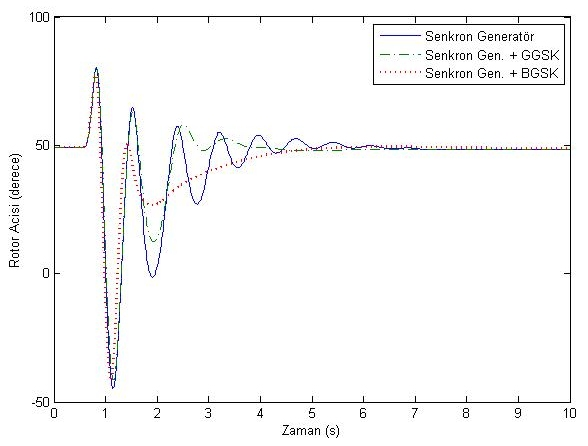 100
50
0
-50
Rotor Acisi (derece)
Senkron Generatör
Senkron Gen. + GGSK
Senkron Gen. + BGSK
0 1 2 3 4 5 6 7 8 9 10
Zaman (s)